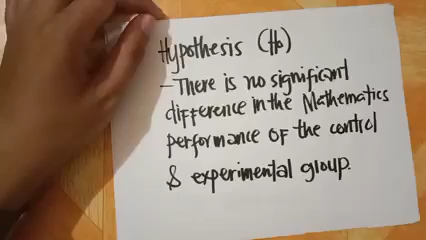 Hypothesis (Ho)
- There is no significant
difference in the Mathematics
performance of the control
& experimental group.